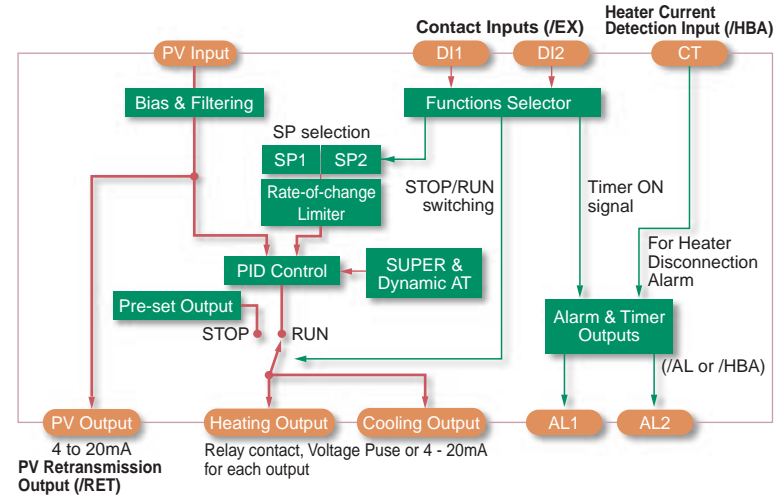 Contact Inputs (/EX)
Heater Current
Detection Input (/HBA)
PV Input
DI1
DI2
CT
Bias & Filtering
Functions Selector
SP selection
SP1
SP2
Rate-of-change
Limiter
STOP/RUN
switching
Timer ON
signal
For Heater
Disconnection
Alarm
PID Control
SUPER &
Dynamic AT
Pre-set Output
STOP
RUN
Alarm & Timer
Outputs
(/AL or /HBA)
PV Output
Heating Output
Cooling Output
AL1
AL2
4 to 20mA
PV Retransmission
Output (/RET)
Relay contact, Voltage Puse or 4 - 20mA
for each output